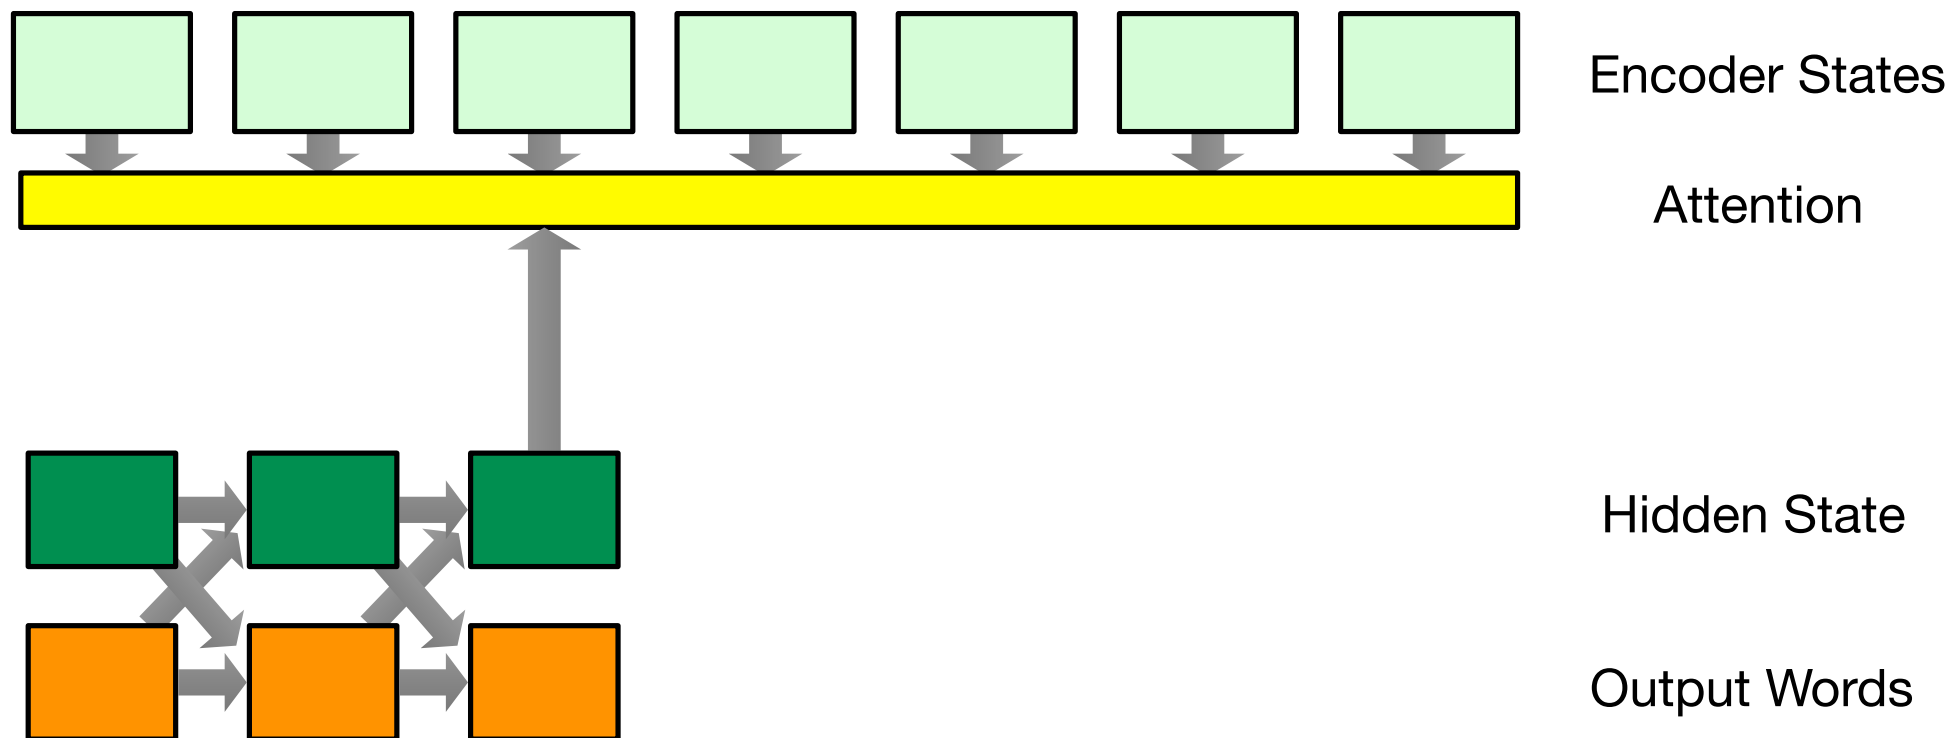 Encoder States
Attention
Hidden State
Output Words